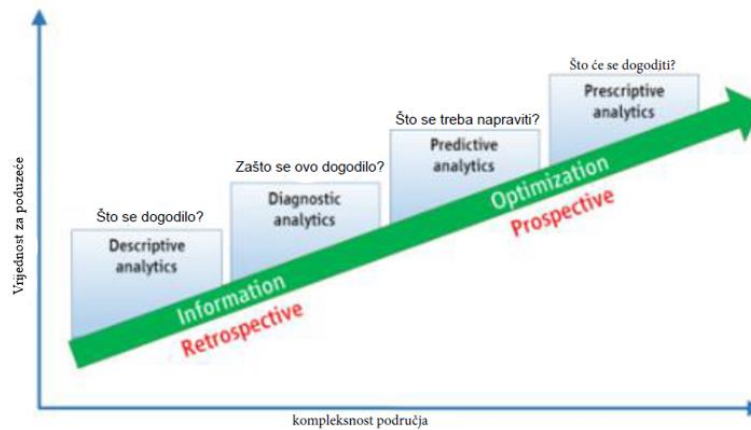 Što će se dogoditi?
Prescriptive
analytics
Što se treba napraviti?
Predictive
analytics
Zašto se ovo dogodilo?
Diagnostic
analytics
Što se dogodilo?
Descriptive
analytics
Optimization
Prospective
Information
Retrospective
Vrijednost za poduzeće
kompleksnost područja